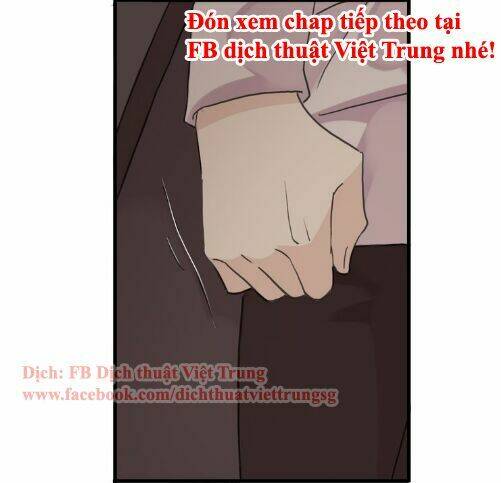 Đón xem chap tiếp theo tại
FB dịch thuật Việt Trung nhé!
Dịch: FB Dịch thuật Việt Trung
www.facebook.com/dichthuatviettrungsg